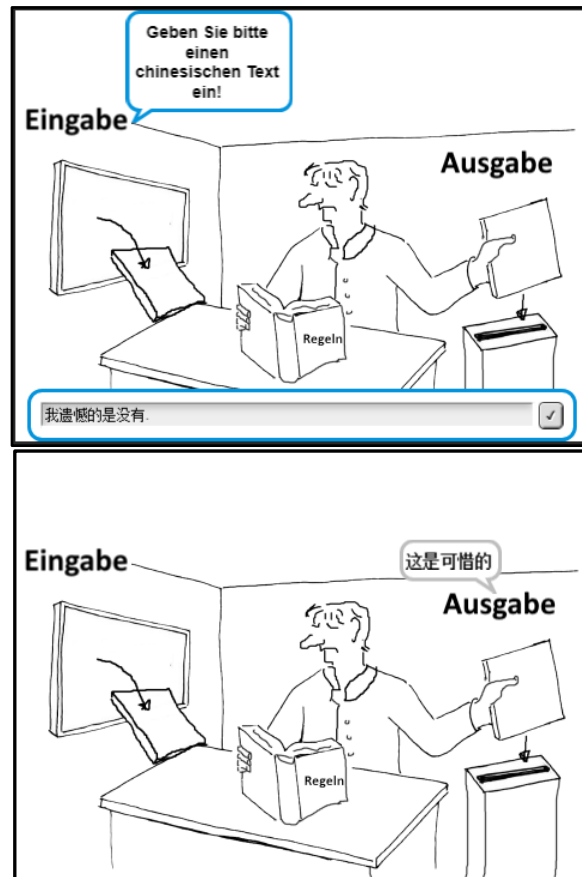 Geben Sie bitte
einen
chinesischen Text
ein!
Eingabe
Ausgabe
Regeln
我遗憾的是没有.
这是可惜的
Eingabe
Ausgabe
Regeln